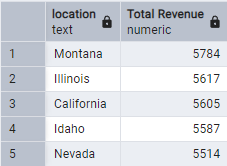 location Total Revenue
text numeric
1 Montana 5784
2 Illinois 5617
3 California 5605
4 Idaho 5587
5 Nevada 5514